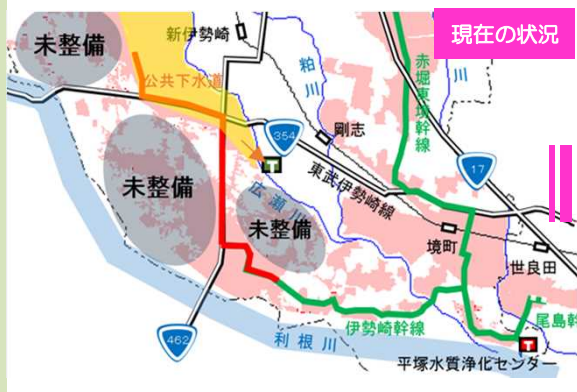 現在の状況
未整備
新伊勢崎
粕川
川
公共下水道
赤堀東境幹線
354
剛志
17
未整備
東武伊勢崎線
広瀬川
未整備
境町
世良田
伊勢崎幹線
尾島幹
462
利根川
平塚水質浄化センター
T
T